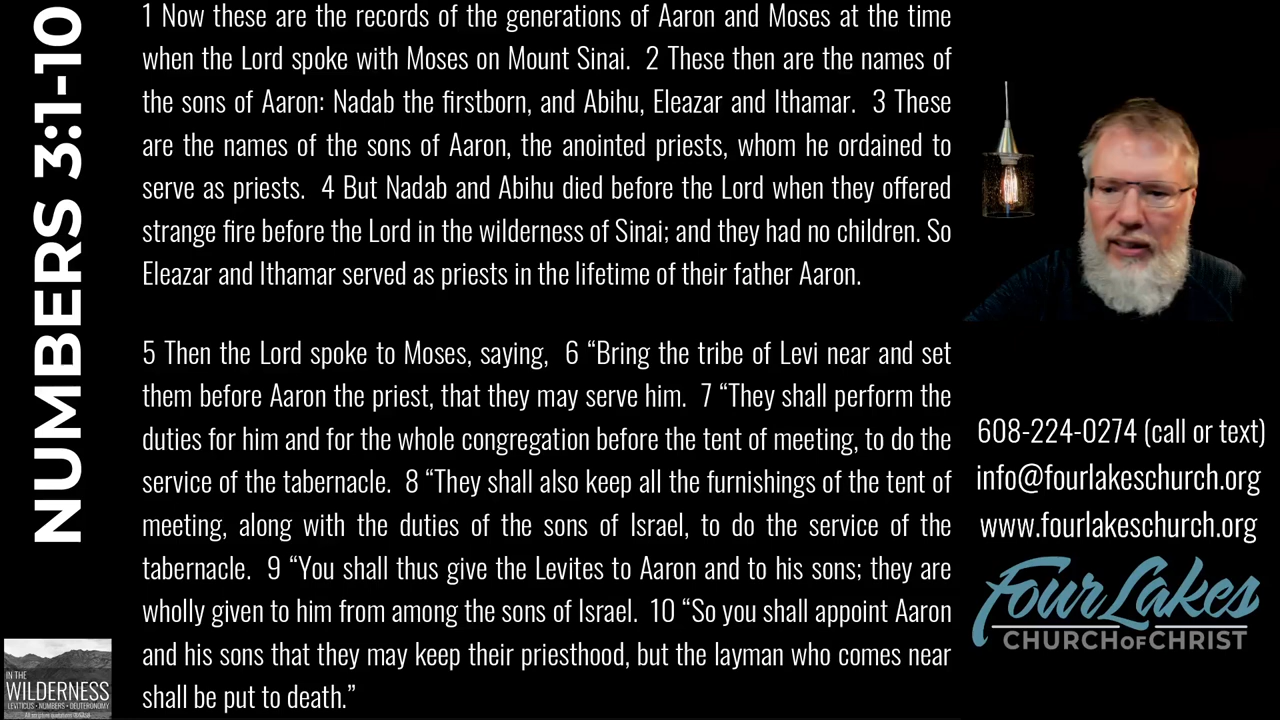 NUMBERS 3:1-10
1 Now these are the records of the generations of Aaron and Moses at the time
when the Lord spoke with Moses on Mount Sinai. 2 These then are the names of
the sons of Aaron: Nadab the firstborn, and Abihu, Eleazar and Ithamar. 3 These
are the names of the sons of Aaron, the anointed priests, whom he ordained to
serve as priests. 4 But Nadab and Abihu died before the Lord when they offered
strange fire before the Lord in the wilderness of Sinai; and they had no children. So
Eleazar and Ithamar served as priests in the lifetime of their father Aaron.
5 Then the Lord spoke to Moses, saying, 6 “Bring the tribe of Levi near and set
them before Aaron the priest, that they may serve him. 7 “They shall perform the
duties for him and for the whole congregation before the tent of meeting, to do the
service of the tabernacle. 8 “They shall also keep all the furnishings of the tent of
meeting, along with the duties of the sons of Israel, to do the service of the
tabernacle. 9 “You shall thus give the Levites to Aaron and to his sons; they are
wholly given to him from among the sons of Israel. 10 “So you shall appoint Aaron
and his sons that they may keep their priesthood, but the layman who comes near
shall be put to death.”
608-224-0274 (call or text)
info@fourlakeschurch.org
www.fourlakeschurch.org
Four Lakes
CHURCH OF CHRIST
IN THE
WILDERNESS
LEVITICUS • NUMBERS • DEUTERONOMY